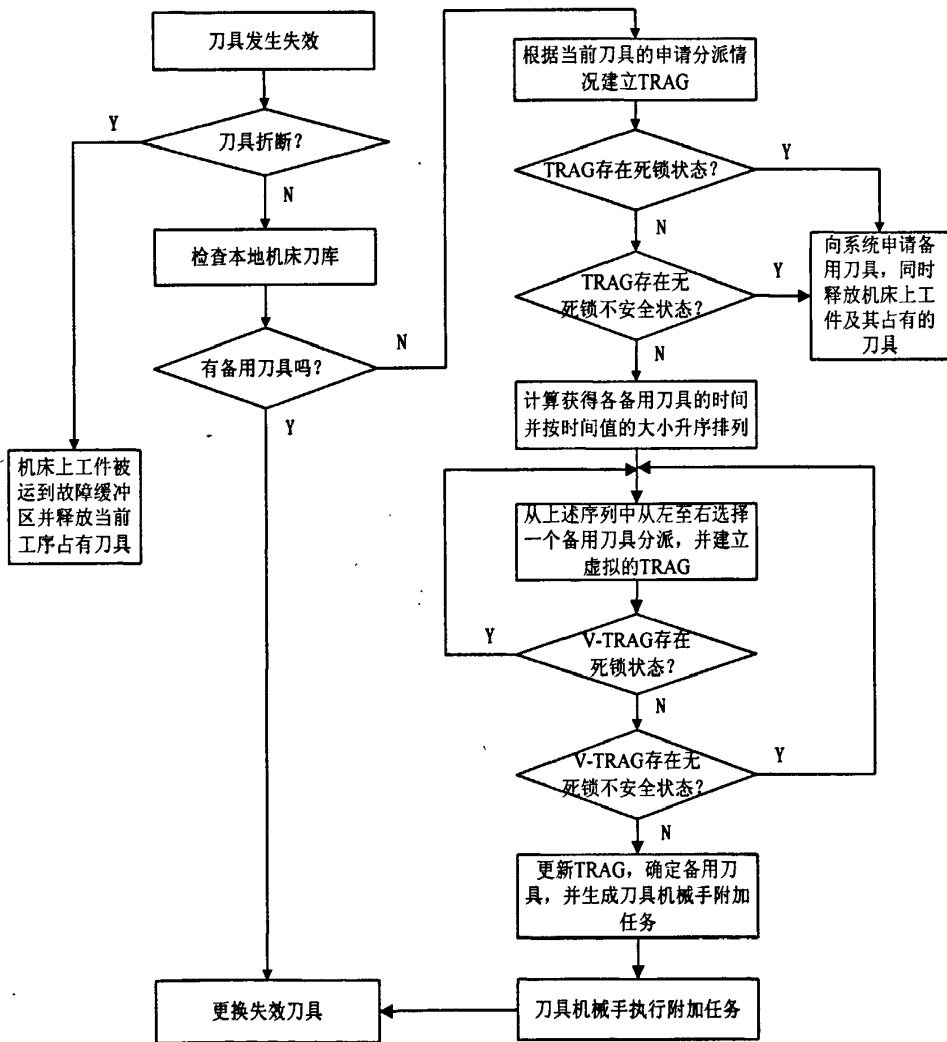 刀具发生失效
Y
刀具折断？
N
检查本地机床刀库
N
有备用刀具吗？
Y
机床上工件被
运到故障缓冲
区并释放当前
工序占有刀具
根据当前刀具的申请分派情
况建立TRAG
Y
TRAG存在死锁状态？
N
TRAG存在无
死锁不安全状态？
Y
N
向系统申请备
用刀具，同时
释放机床上工
件及其占有的
刀具
计算获得各备用刀具的时间
并按时间值的大小升序排列
从上述序列中从左至右选择
一个备用刀具分派，并建立
虚拟的TRAG
Y
V-TRAG存在
死锁状态？
N
V-TRAG存在无
死锁不安全状态？
Y
N
更新TRAG，确定备用刀
具，并生成刀具机械手附加
任务
更换失效刀具
刀具机械手执行附加任务